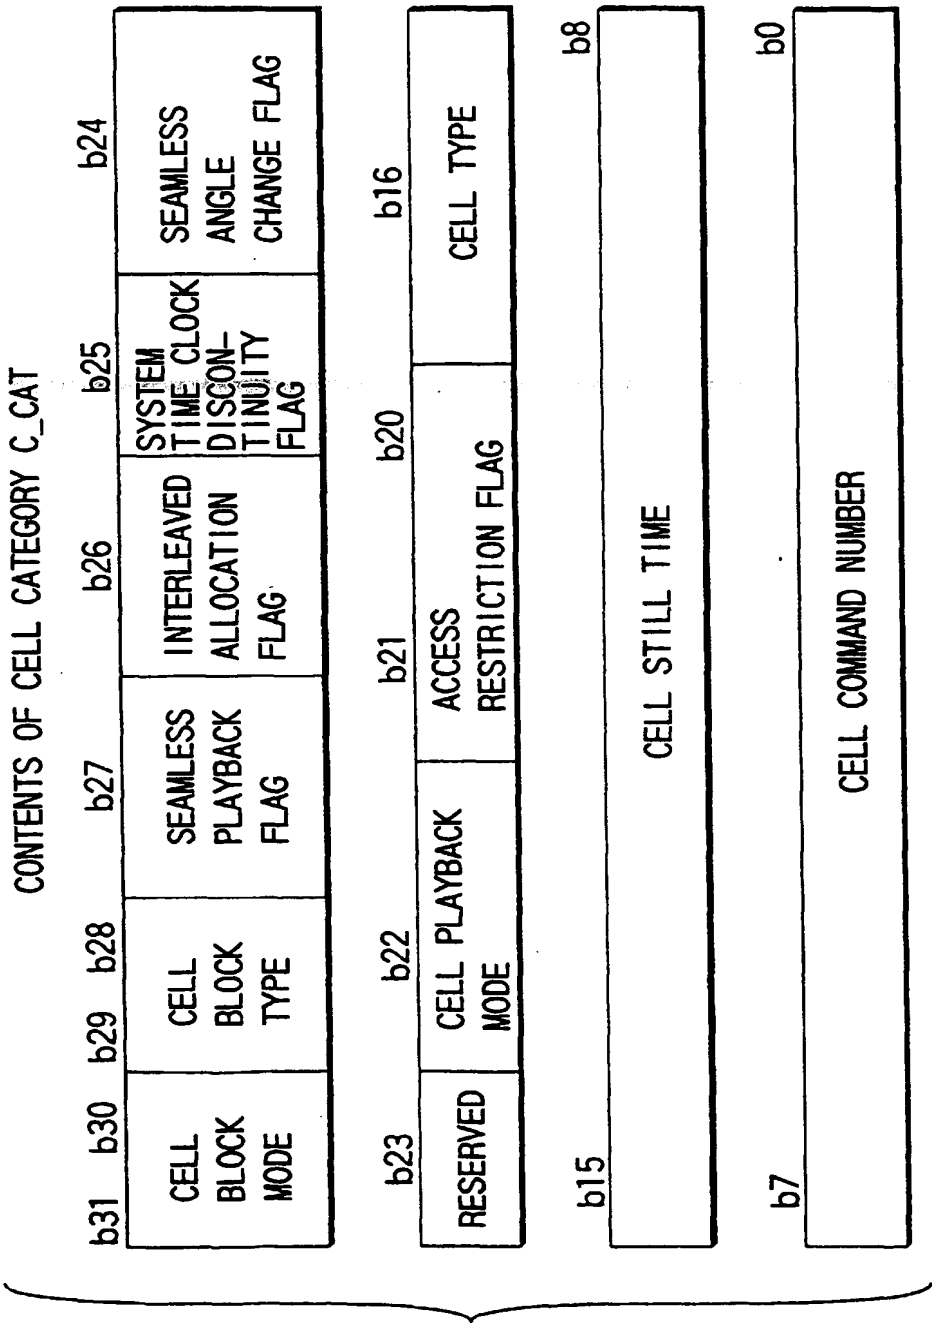 CONTENTS OF CELL CATEGORY C_CAT
b31 b30 b29 b28 b27 b26 b25 b24
CELL
BLOCK
MODE
CELL
BLOCK
TYPE
SEAMLESS
PLAYBACK
FLAG
INTERLEAVED
ALLOCATION
FLAG
SYSTEM
TIME CLOCK
DISCON-
TINUITY
FLAG
SEAMLESS
ANGLE
CHANGE FLAG
b23 b22 b21 b20 b16
RESERVED
CELL PLAYBACK
MODE
ACCESS
RESTRICTION FLAG
CELL TYPE
b15 b8
CELL STILL TIME
b7 b0
CELL COMMAND NUMBER